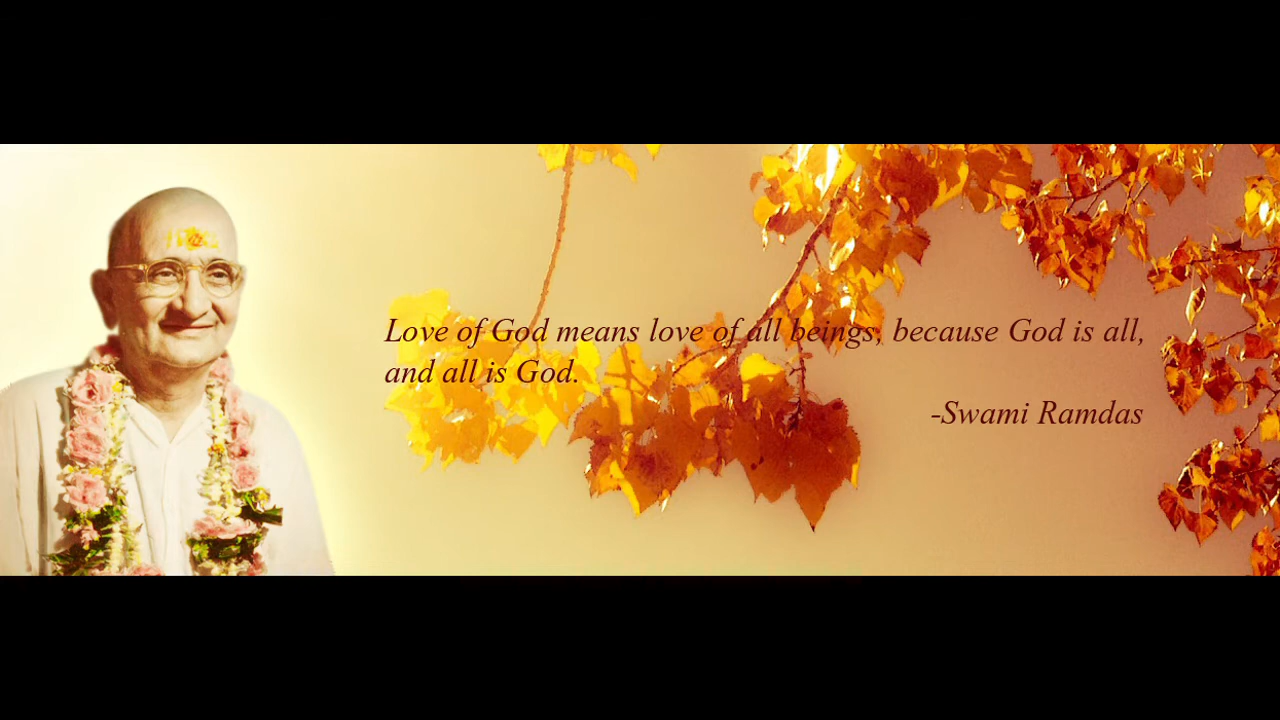 Love of God means love of all beings, because God is all,
and all is God.
-Swami Ramdas